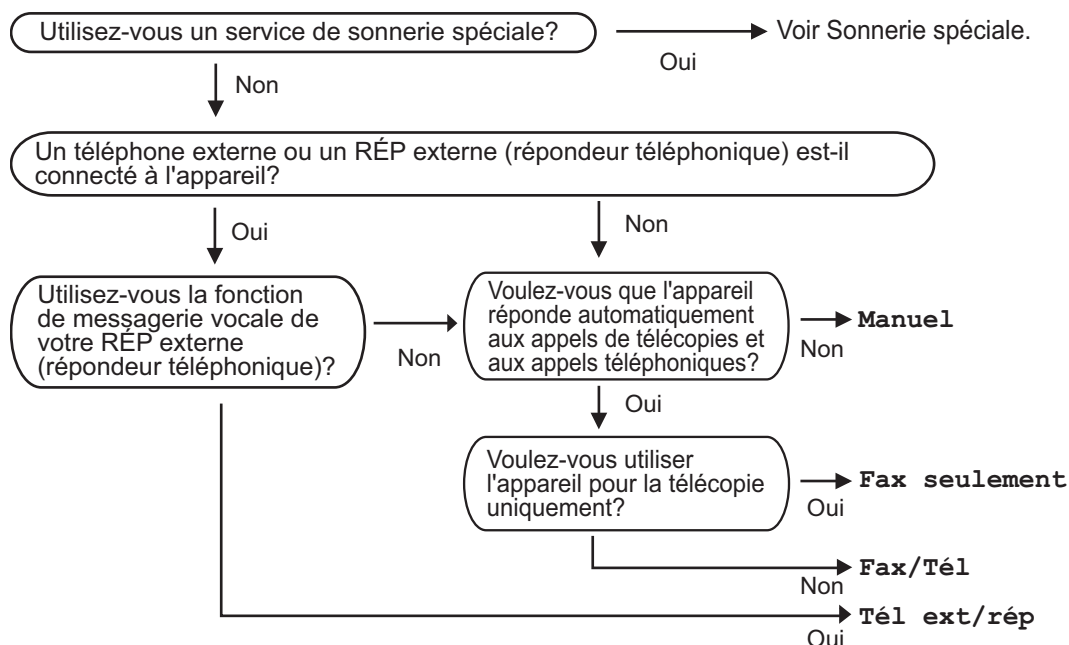 Utilisez-vous un service de sonnerie spéciale?
Voir Sonnerie spéciale.
Oui
Non
Un téléphone externe ou un RÉP externe (répondeur téléphonique) est-il
connecté à l'appareil?
Oui
Non
Utilisez-vous la fonction
de messagerie vocale de
votre RÉP externe
(répondeur téléphonique)?
Non
Voulez-vous que l'appareil
réponde automatiquement
aux appels de télécopies et
aux appels téléphoniques?
Manuel
Non
Oui
Voulez-vous utiliser
l'appareil pour la télécopie
uniquement?
Fax seulement
Oui
Fax/Tél
Non
Tél ext/rép
Oui